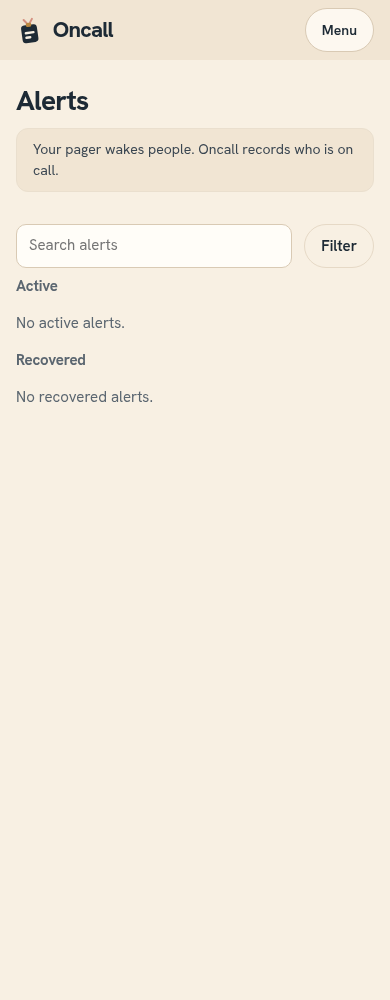 Oncall
Menu
Alerts
Your pager wakes people. Oncall records who is on
call.
Search alerts
Filter
Active
No active alerts.
Recovered
No recovered alerts.